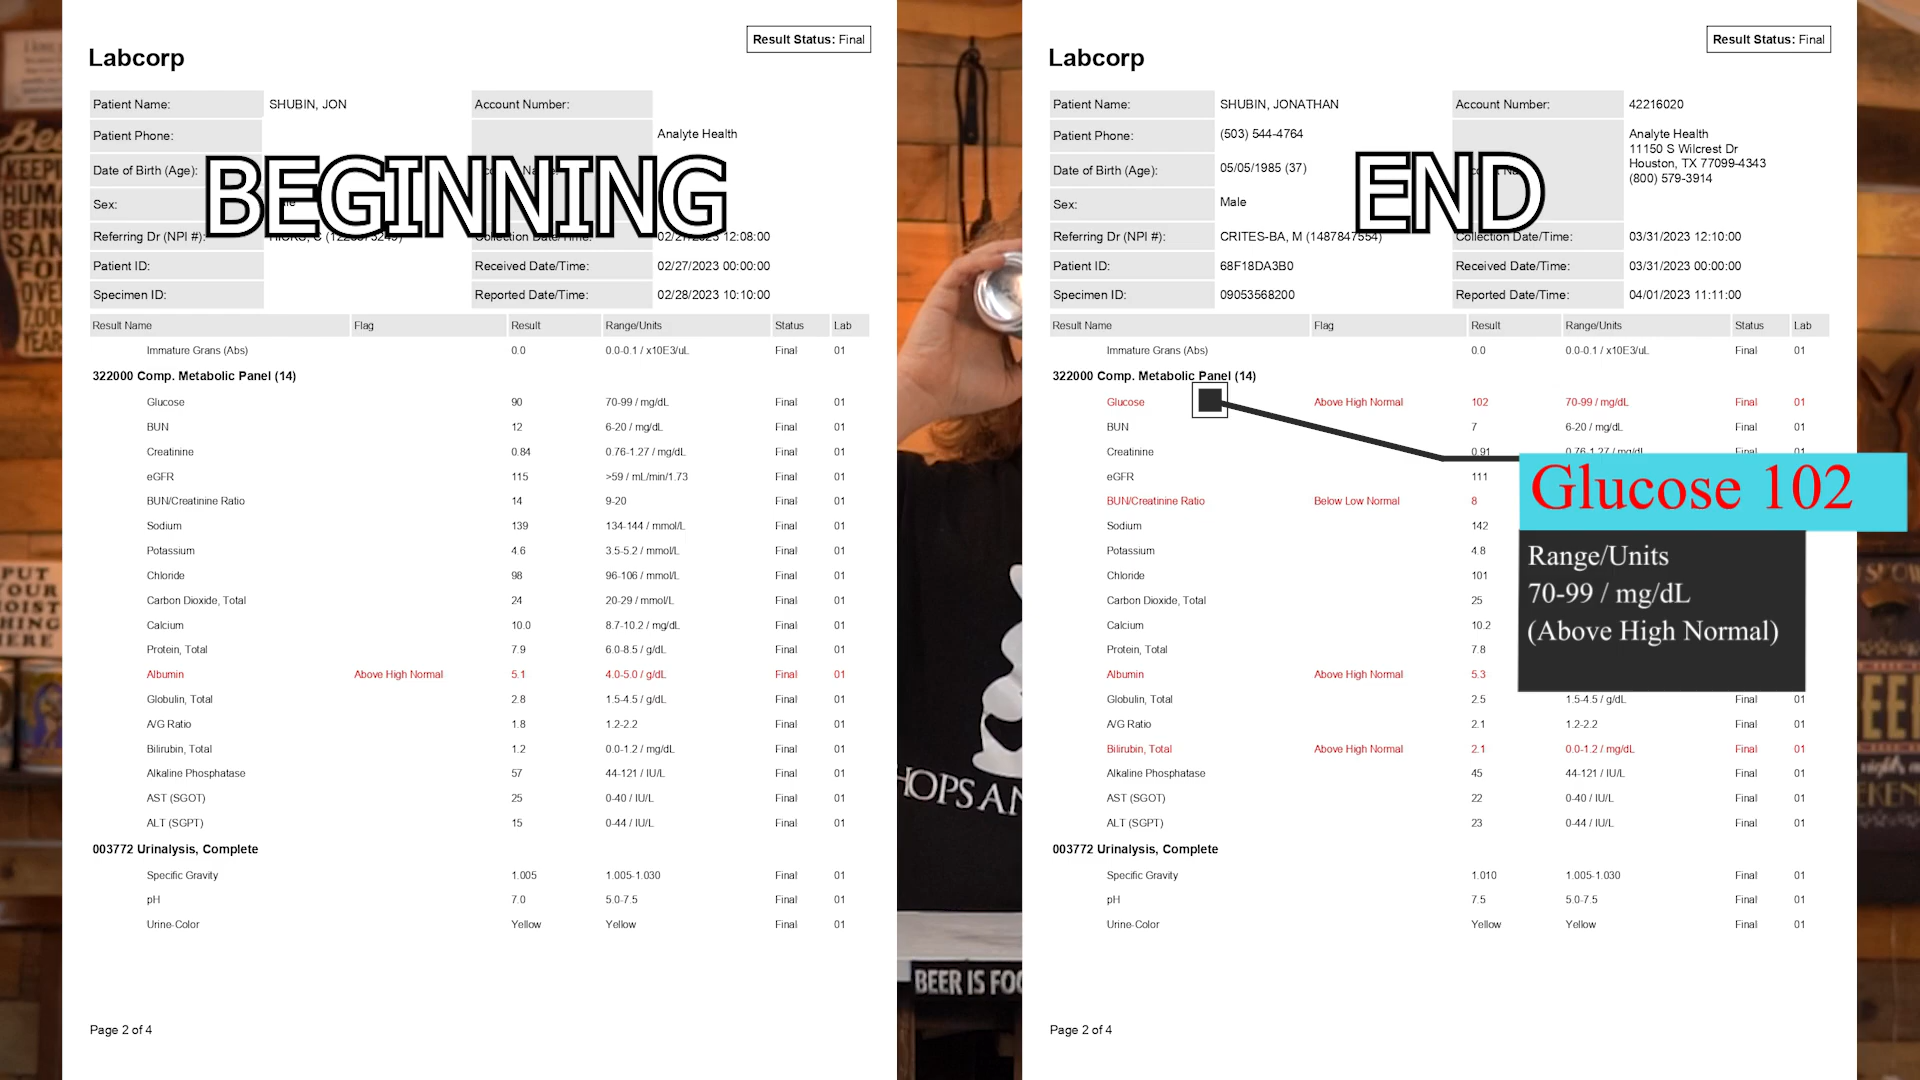 Result Status: Final
Labcorp
Patient Name: SHUBIN, JON Account Number:
Patient Phone: Analyte Health
Date of Birth (Age):
BEGINNING
Sex:
Referring Dr (NPI #): Collection Date/Time: 02/27/2023 12:08:00
Patient ID: Received Date/Time: 02/27/2023 00:00:00
Specimen ID: Reported Date/Time: 02/28/2023 10:10:00
Result Name Flag Result Range/Units Status Lab
Immature Grans (Abs) 0.0 0.0-0.1 / x10E3/uL Final 01
322000 Comp. Metabolic Panel (14)
Glucose 90 70-99 / mg/dL Final 01
BUN 12 6-20 / mg/dL Final 01
Creatinine 0.84 0.76-1.27 / mg/dL Final 01
eGFR 115 >59 / mL/min/1.73 Final 01
BUN/Creatinine Ratio 14 9-20 Final 01
Sodium 139 134-144 / mmol/L Final 01
Potassium 4.6 3.5-5.2 / mmol/L Final 01
Chloride 98 96-106 / mmol/L Final 01
Carbon Dioxide, Total 24 20-29 / mmol/L Final 01
Calcium 10.0 8.7-10.2 / mg/dL Final 01
Protein, Total 7.9 6.0-8.5 / g/dL Final 01
Albumin Above High Normal 5.1 4.0-5.0 / g/dL Final 01
Globulin, Total 2.8 1.5-4.5 / g/dL Final 01
A/G Ratio 1.8 1.2-2.2 Final 01
Bilirubin, Total 1.2 0.0-1.2 / mg/dL Final 01
Alkaline Phosphatase 57 44-121 / IU/L Final 01
AST (SGOT) 25 0-40 / IU/L Final 01
ALT (SGPT) 15 0-44 / IU/L Final 01
003772 Urinalysis, Complete
Specific Gravity 1.005 1.005-1.030 Final 01
pH 7.0 5.0-7.5 Final 01
Urine-Color Yellow Yellow Final 01
Page 2 of 4
Result Status: Final
Labcorp
Patient Name: SHUBIN, JONATHAN Account Number: 42216020
Patient Phone: (503) 544-4764 Analyte Health
11150 S Wilcrest Dr
Houston, TX 77099-4343
(800) 579-3914
Date of Birth (Age): 05/05/1985 (37)
END
Sex: Male
Referring Dr (NPI #): CRITES-BA, M (1487847554) Collection Date/Time: 03/31/2023 12:10:00
Patient ID: 68F18DA3B0 Received Date/Time: 03/31/2023 00:00:00
Specimen ID: 09053568200 Reported Date/Time: 04/01/2023 11:11:00
Result Name Flag Result Range/Units Status Lab
Immature Grans (Abs) 0.0 0.0-0.1 / x10E3/uL Final 01
322000 Comp. Metabolic Panel (14)
Glucose Above High Normal 102 70-99 / mg/dL Final 01
BUN 7 6-20 / mg/dL Final 01
Creatinine 0.91 0.76-1.27 / mg/dL Final 01
eGFR 111
BUN/Creatinine Ratio Below Low Normal 8
Sodium 142
Potassium 4.8
Chloride 101
Carbon Dioxide, Total 25
Calcium 10.2
Protein, Total 7.8
Albumin Above High Normal 5.3
Glucose 102
Range/Units
70-99 / mg/dL
(Above High Normal)
Globulin, Total 2.5 1.5-4.5 / g/dL Final 01
A/G Ratio 2.1 1.2-2.2 Final 01
Bilirubin, Total Above High Normal 2.1 0.0-1.2 / mg/dL Final 01
Alkaline Phosphatase 45 44-121 / IU/L Final 01
AST (SGOT) 22 0-40 / IU/L Final 01
ALT (SGPT) 23 0-44 / IU/L Final 01
003772 Urinalysis, Complete
Specific Gravity 1.010 1.005-1.030 Final 01
pH 7.5 5.0-7.5 Final 01
Urine-Color Yellow Yellow Final 01
Page 2 of 4
HOPS AN
BEER IS FOO
PUT
YOUR